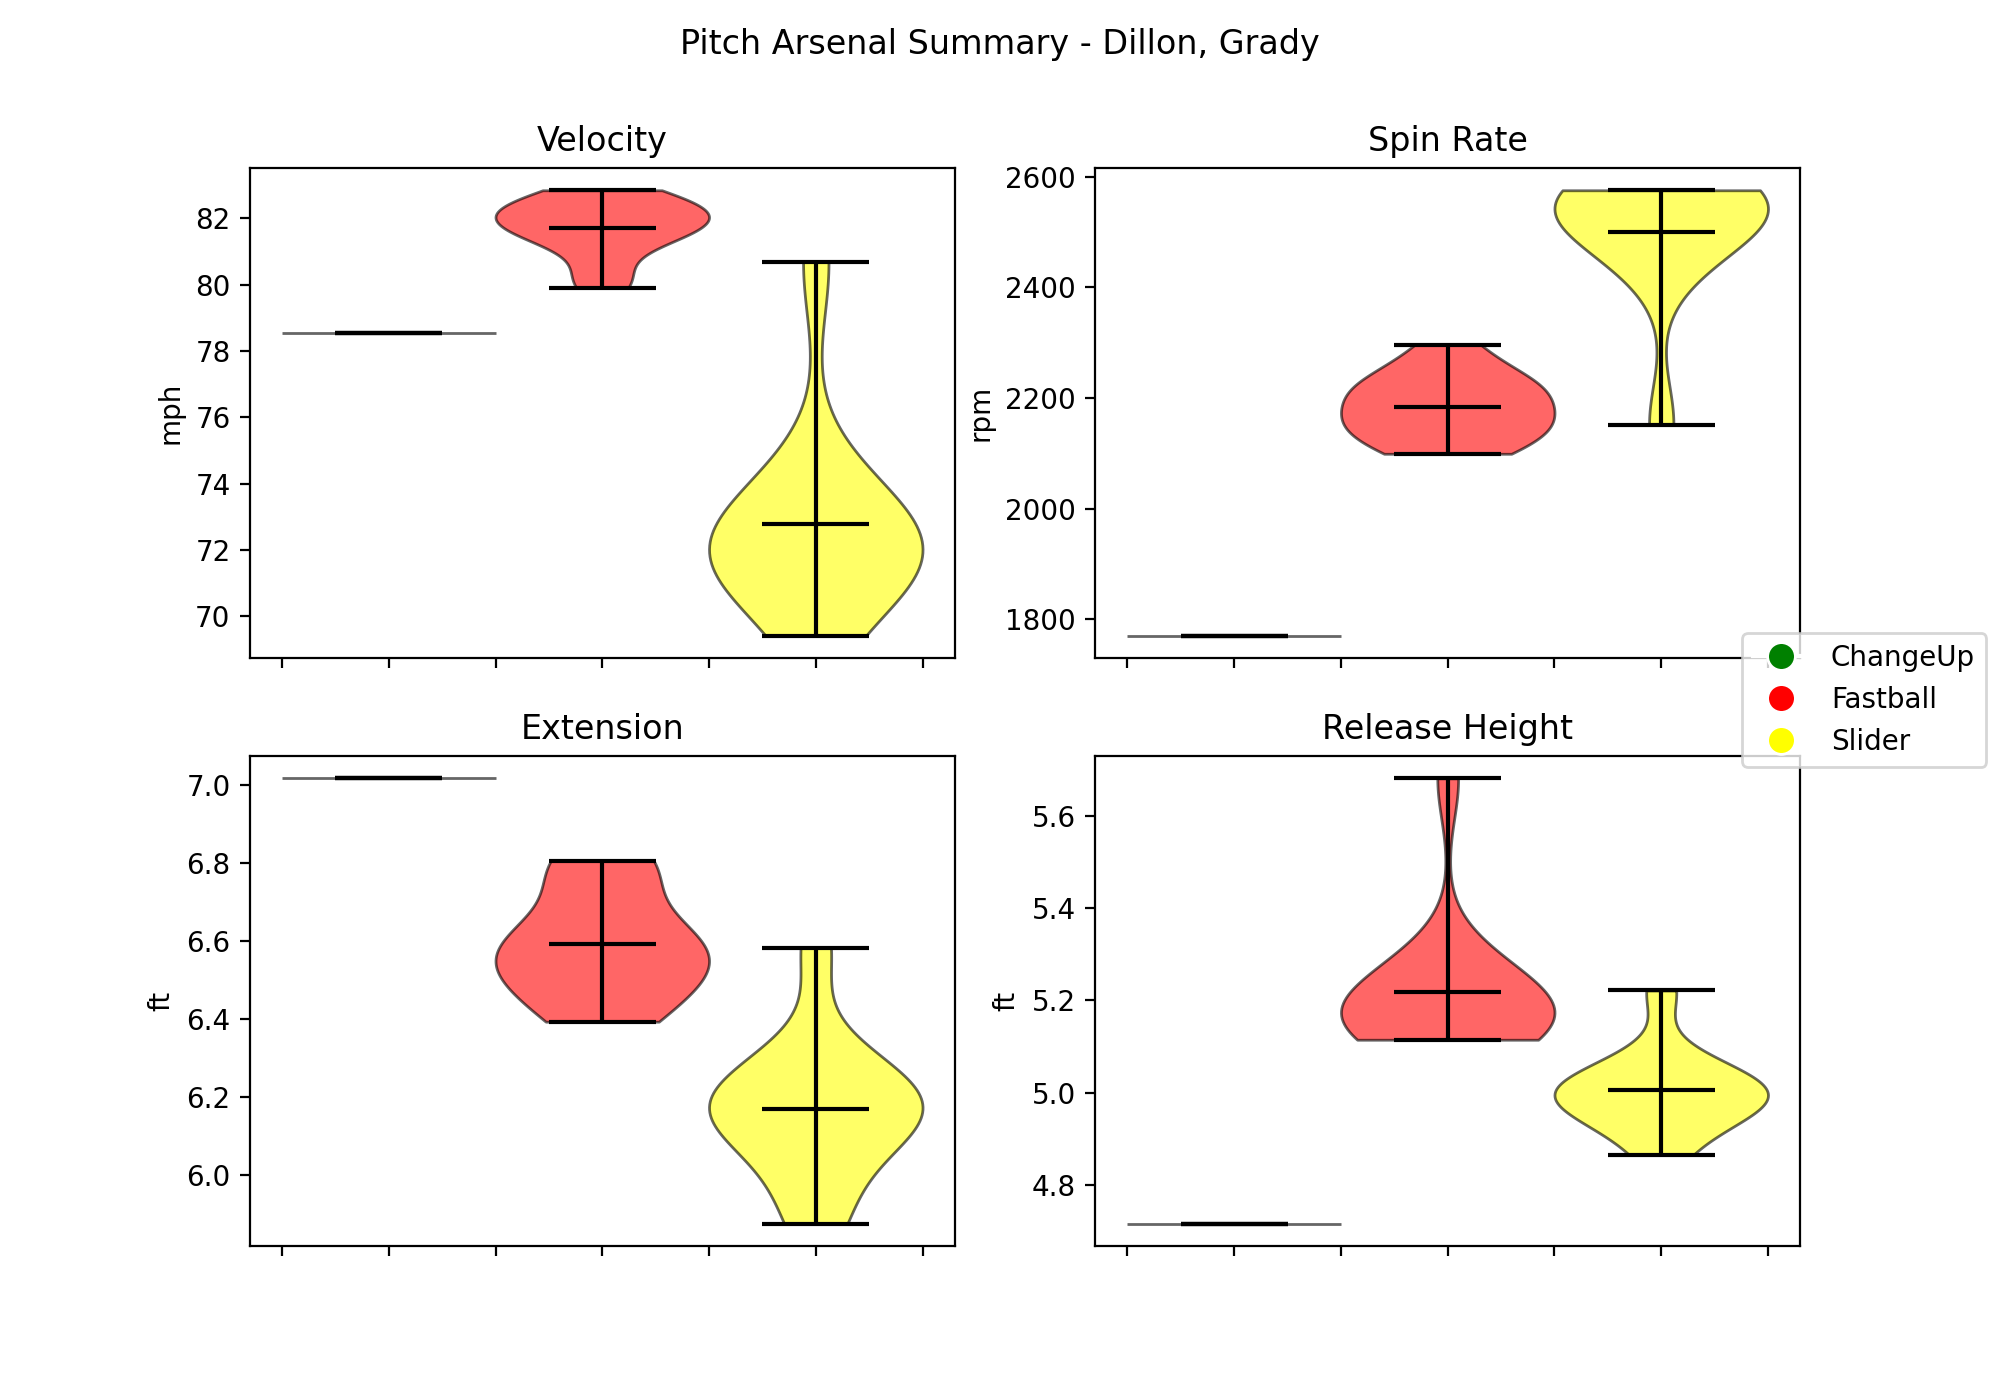 Pitch Arsenal Summary - Dillon, Grady
Velocity
82
80
78
76
74
72
70
mph
Spin Rate
2600
2400
2200
2000
1800
rpm
ChangeUp
Fastball
Slider
Extension
7.0
6.8
6.6
6.4
6.2
6.0
ft
Release Height
5.6
5.4
5.2
5.0
4.8
ft